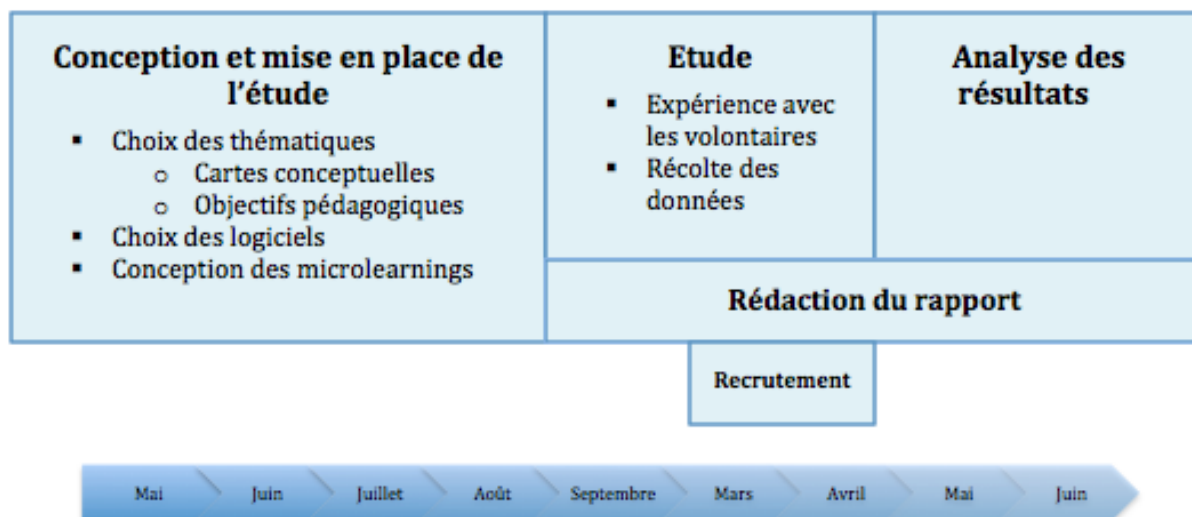 Conception et mise en place de
l'étude
▪ Choix des thématiques
o Cartes conceptuelles
o Objectifs pédagogiques
▪ Choix des logiciels
▪ Conception des microlearnings
Etude
▪ Expérience avec
les volontaires
▪ Récolte des
données
Analyse des
résultats
Rédaction du rapport
Recrutement
Mai Juin Juillet Août Septembre Mars Avril Mai Juin